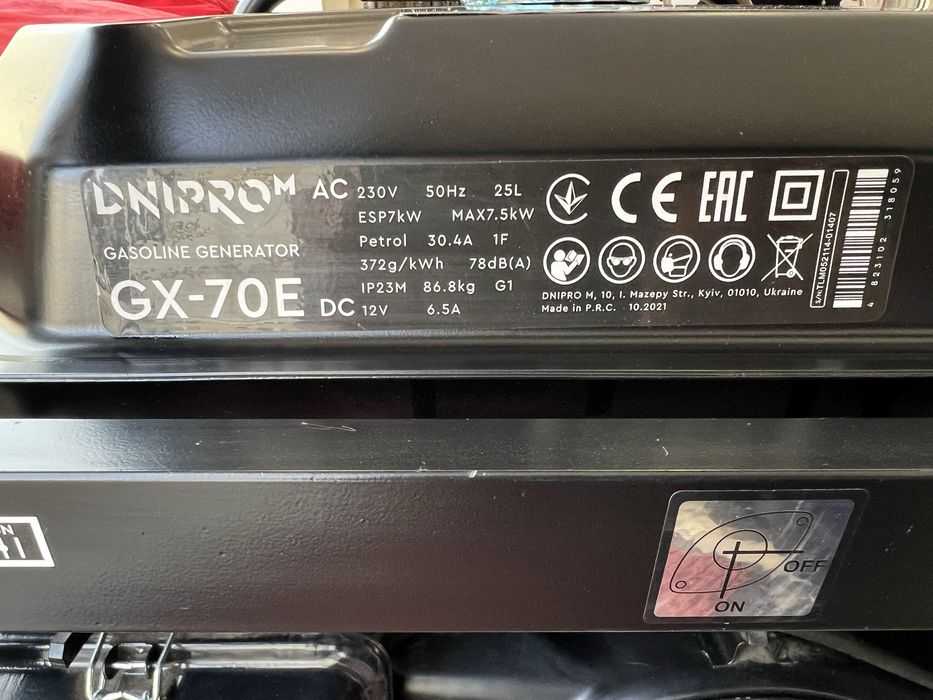 DNIPROM
GASOLINE GENERATOR
GX-70E
AC 230V 50Hz 25L
ESP7kW MAX7.5kW
Petrol 30.4A 1F
372g/kWh 78dB(A)
IP23M 86.8kg G1
DC 12V 6.5A
CE EAC
DNIPRO M, 10, I. Mazepy Str., Kyiv, 01010, Ukraine
Made in P.R.C. 10.2021
S/N:TLM052114-01407
4 823102 318059
OFF
ON